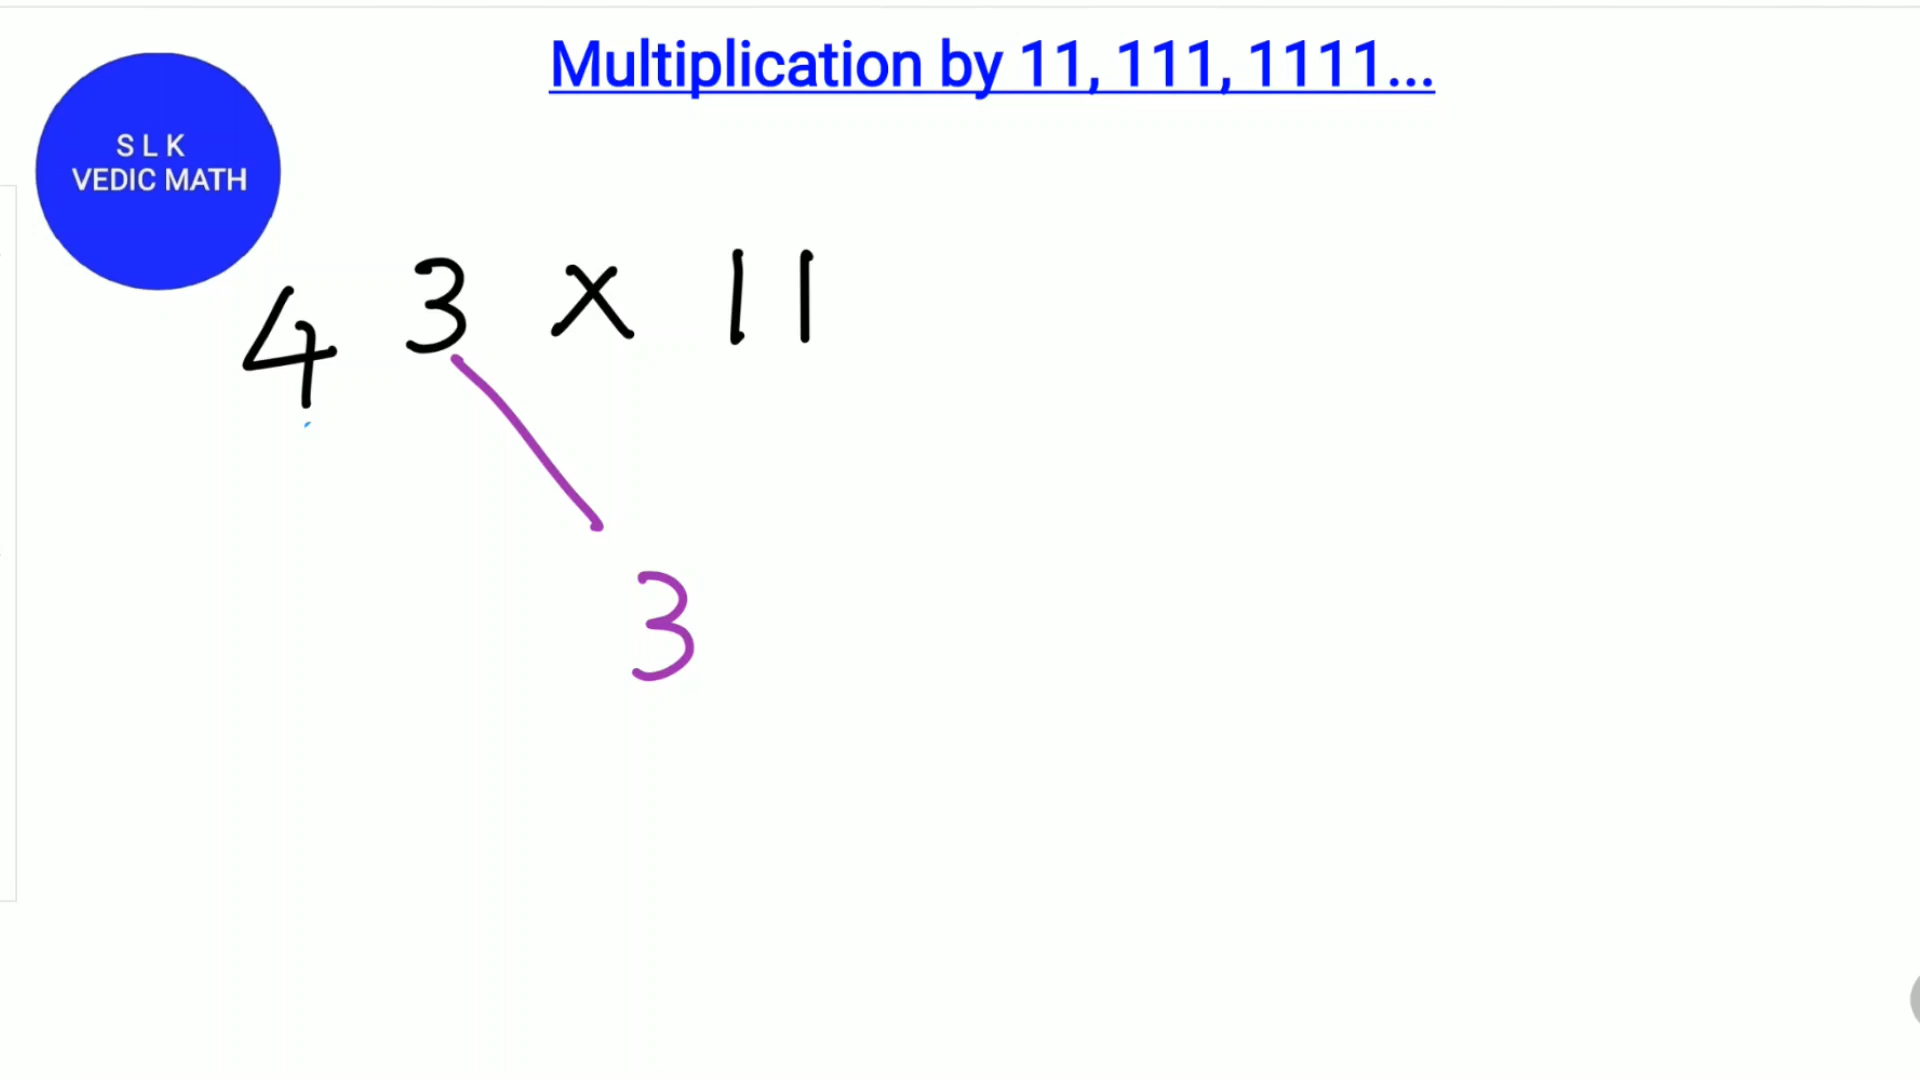 Multiplication by 11, 111, 1111...
S L K
VEDIC MATH
4 3 x 11
3